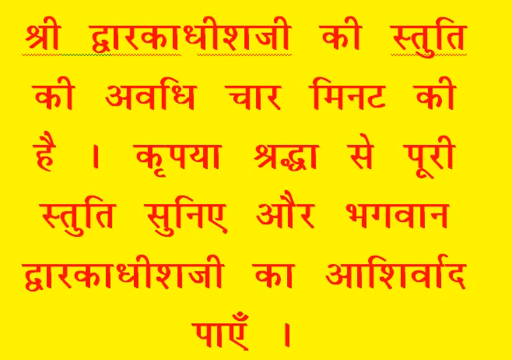 श्री द्वारकाधीशजी की स्तुति
की अवधि चार मिनट की
है । कृपया श्रद्धा से पूरी
स्तुति सुनिए और भगवान
द्वारकाधीशजी का आशिर्वाद
पाएँ ।